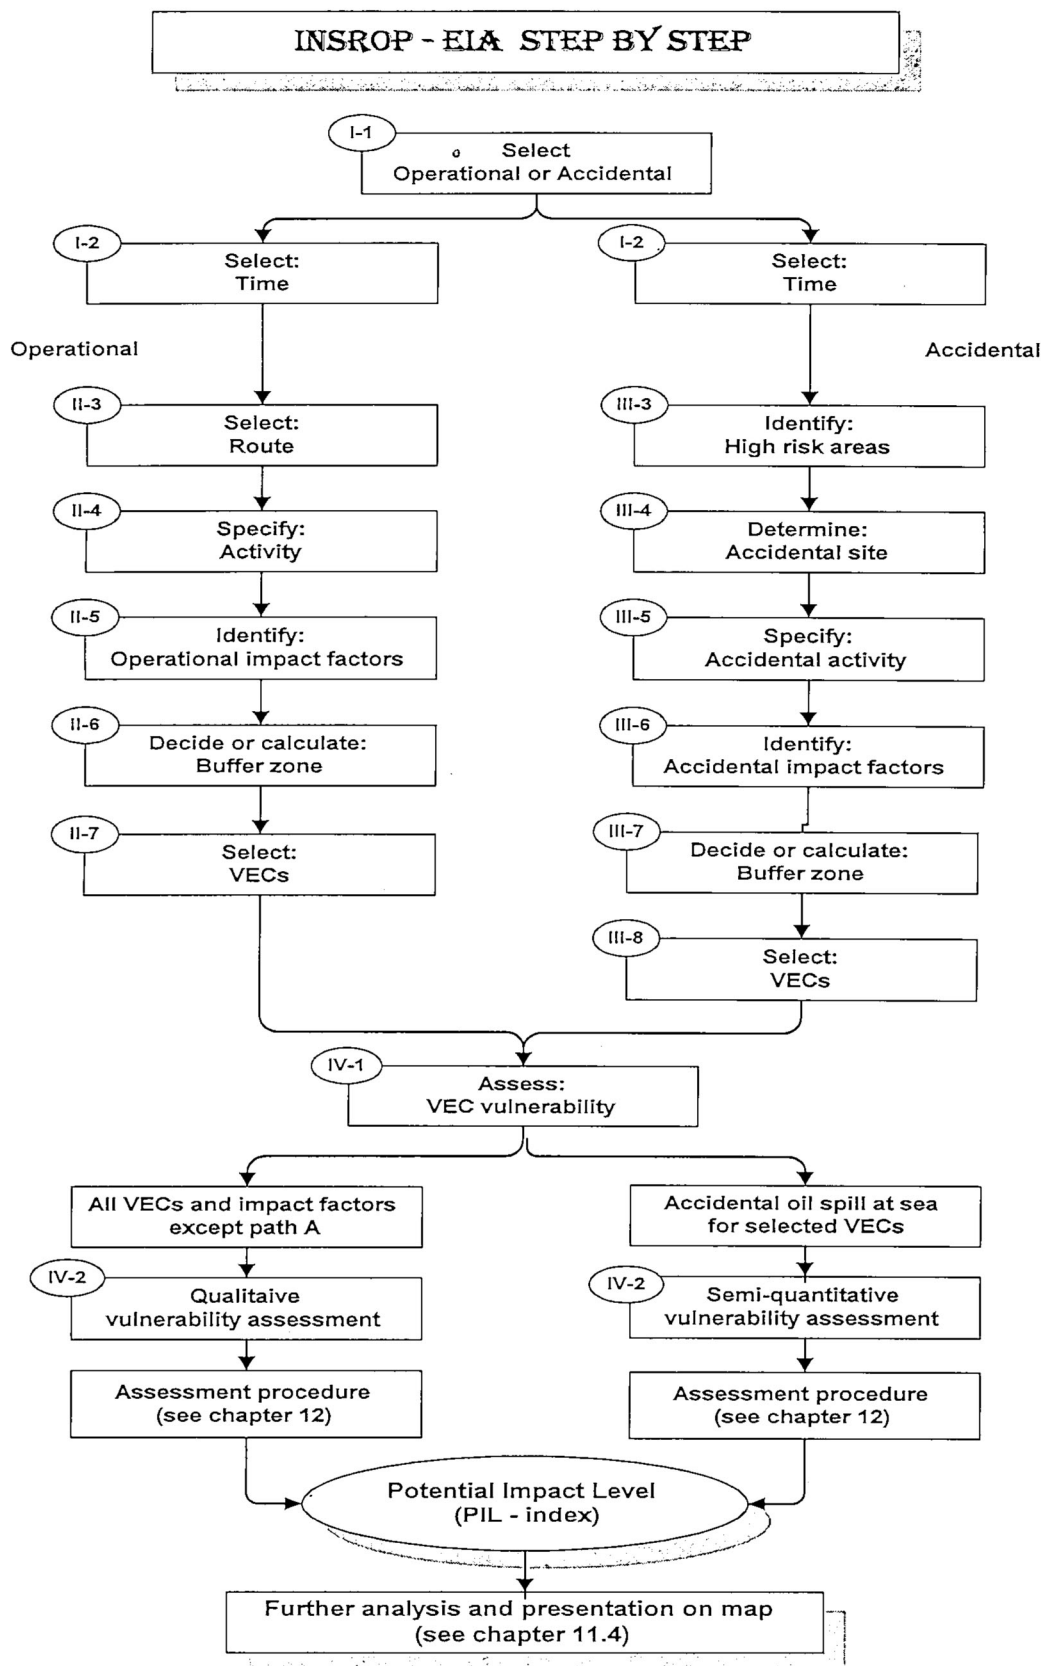 INSROP - EIA STEP BY STEP
I-1
Select
Operational or Accidental
I-2
Select:
Time
I-2
Select:
Time
Operational
Accidental
II-3
Select:
Route
III-3
Identify:
High risk areas
II-4
Specify:
Activity
III-4
Determine:
Accidental site
II-5
Identify:
Operational impact factors
III-5
Specify:
Accidental activity
II-6
Decide or calculate:
Buffer zone
III-6
Identify:
Accidental impact factors
II-7
Select:
VECs
III-7
Decide or calculate:
Buffer zone
III-8
Select:
VECs
IV-1
Assess:
VEC vulnerability
All VECs and impact factors
except path A
Accidental oil spill at sea
for selected VECs
IV-2
Qualitaive
vulnerability assessment
IV-2
Semi-quantitative
vulnerability assessment
Assessment procedure
(see chapter 12)
Assessment procedure
(see chapter 12)
Potential Impact Level
(PIL - index)
Further analysis and presentation on map
(see chapter 11.4)